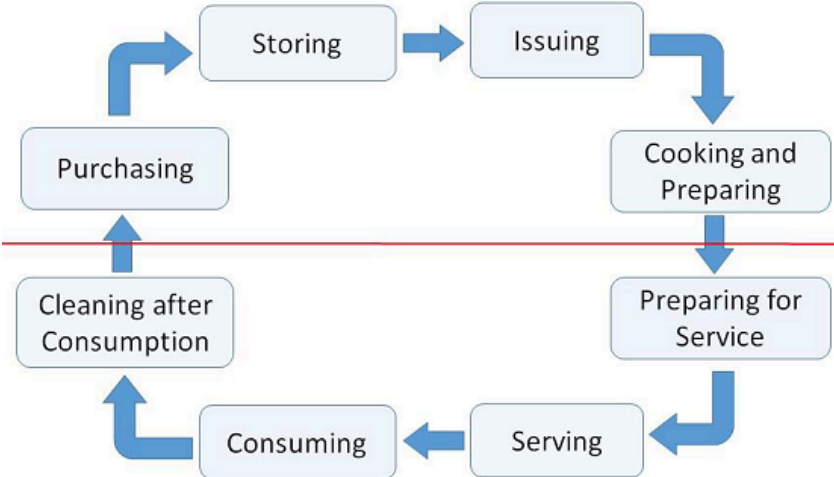 Storing
Issuing
Purchasing
Cooking and
Preparing
Cleaning after
Consumption
Preparing for
Service
Consuming
Serving